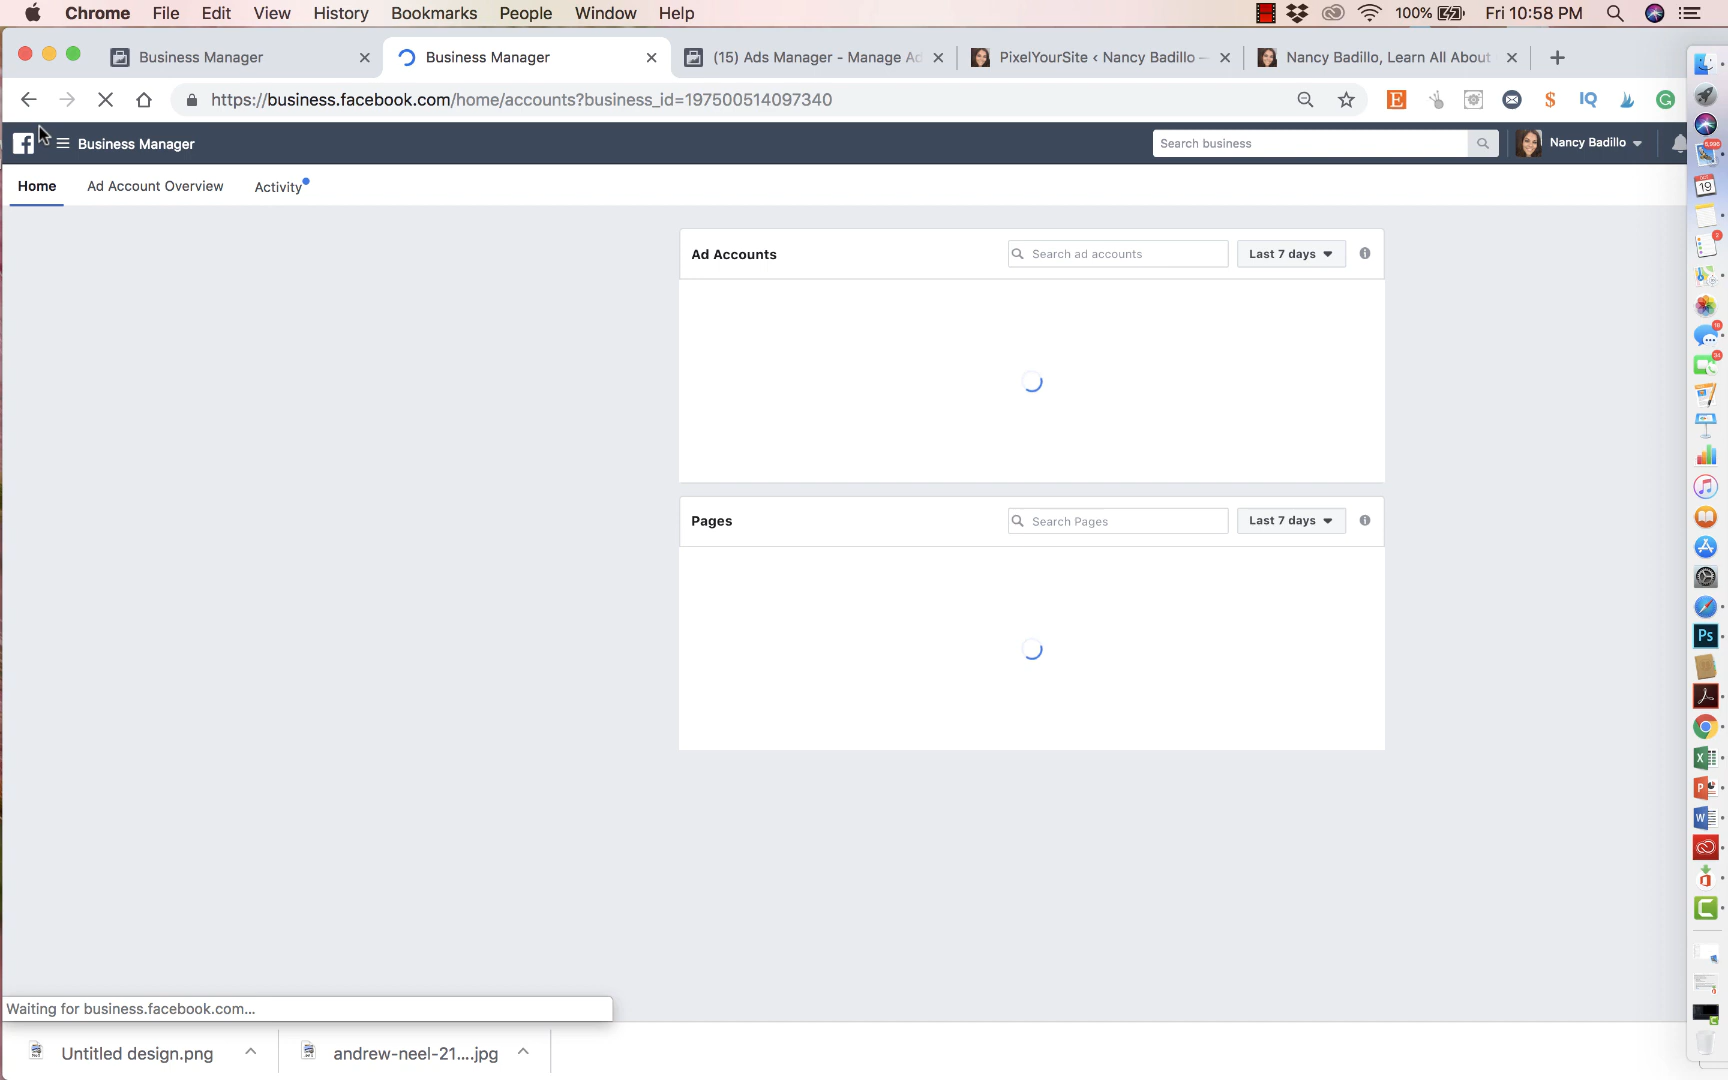 Chrome File Edit View History Bookmarks People Window Help 100% Fri 10:58 PM
Business Manager Business Manager (15) Ads Manager - Manage Ad PixelYourSite ‹ Nancy Badillo — Nancy Badillo, Learn All About
https://business.facebook.com/home/accounts?business_id=197500514097340
Business Manager Search business Nancy Badillo
Home Ad Account Overview Activity
Ad Accounts Search ad accounts Last 7 days
Pages Search Pages Last 7 days
Waiting for business.facebook.com...
Untitled design.png andrew-neel-21....jpg